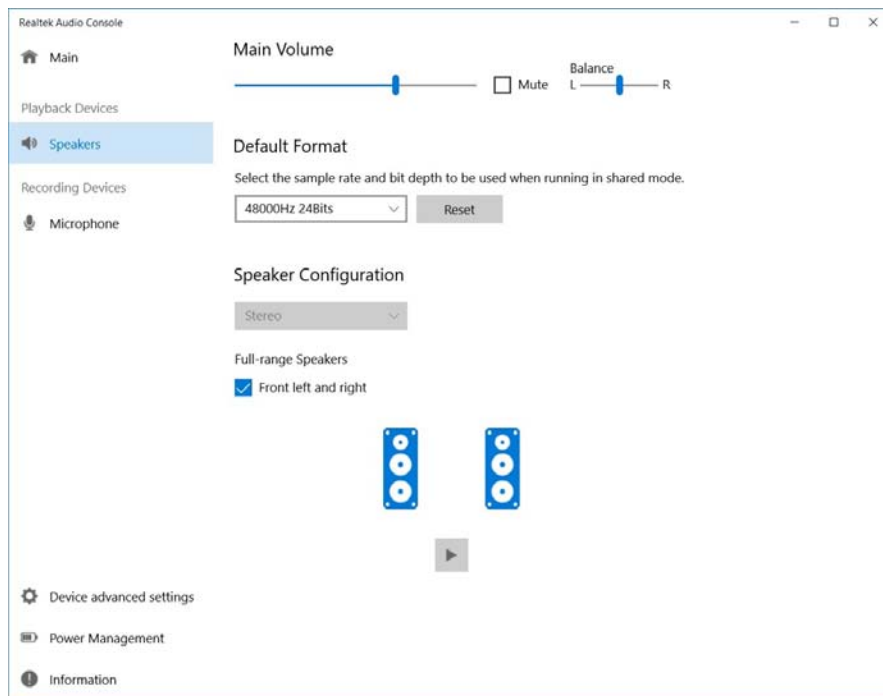 Realtek Audio Console
Main
Playback Devices
Speakers
Recording Devices
Microphone
Device advanced settings
Power Management
Information
Main Volume
Mute
Balance
L R
Default Format
Select the sample rate and bit depth to be used when running in shared mode.
48000Hz 24Bits
Reset
Speaker Configuration
Stereo
Full-range Speakers
Front left and right